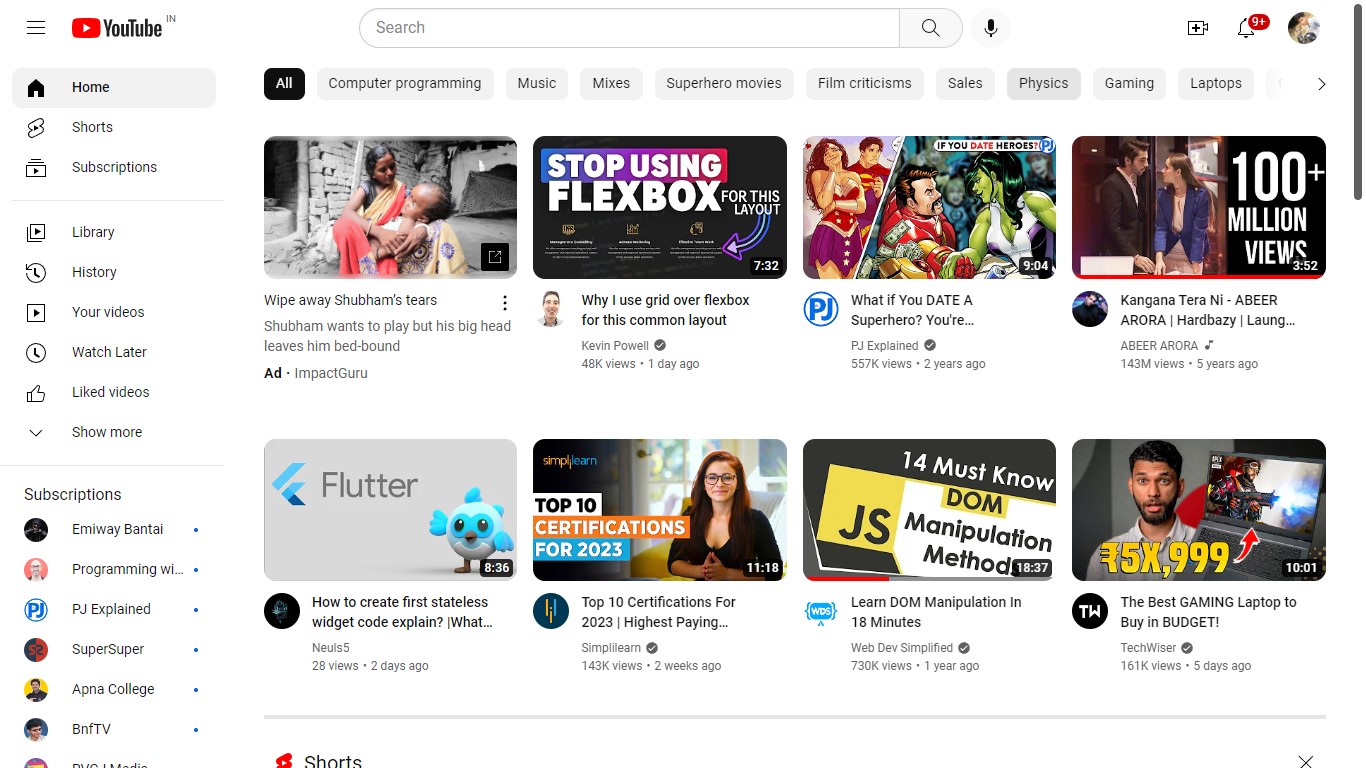 YouTube IN
Search
9+
Home
Shorts
Subscriptions
Library
History
Your videos
Watch Later
Liked videos
Show more
Subscriptions
Emiway Bantai
Programming wi...
PJ Explained
SuperSuper
Apna College
BnfTV
All
Computer programming
Music
Mixes
Superhero movies
Film criticisms
Sales
Physics
Gaming
Laptops
Wipe away Shubham's tears
Shubham wants to play but his big head
leaves him bed-bound
Ad · ImpactGuru
STOP USING
FLEXBOX
FOR THIS
LAYOUT
7:32
Why I use grid over flexbox
for this common layout
Kevin Powell
48K views • 1 day ago
IF YOU DATE HEROES?
PJ
9:04
PJ
What if You DATE A
Superhero? You're...
PJ Explained
557K views • 2 years ago
100+
MILLION
VIEWS
3:52
Kangana Tera Ni - ABEER
ARORA | Hardbazy | Laung...
ABEER ARORA
143M views • 5 years ago
Flutter
8:36
How to create first stateless
widget code explain? |What...
Neuls5
28 views • 2 days ago
simplilearn
TOP 10
CERTIFICATIONS
FOR 2023
11:18
Top 10 Certifications For
2023 | Highest Paying...
Simplilearn
143K views • 2 weeks ago
14 Must Know
DOM
JS
Manipulation
Methods
18:37
WDS
Learn DOM Manipulation In
18 Minutes
Web Dev Simplified
730K views • 1 year ago
APEX
₹5X,999
10:01
TW
The Best GAMING Laptop to
Buy in BUDGET!
TechWiser
161K views • 5 days ago
Shorts